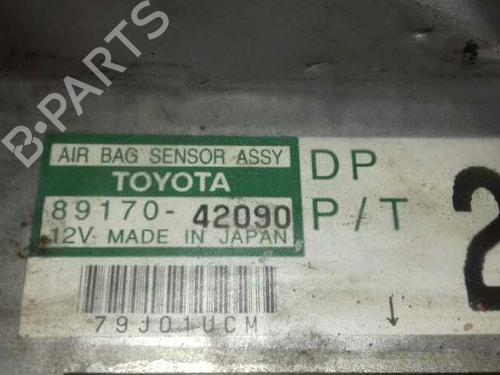 AIR BAG SENSOR ASSY
TOYOTA
89170-42090
12V MADE IN JAPAN
79J01UCM
DP
P/T
2
B-PARTS